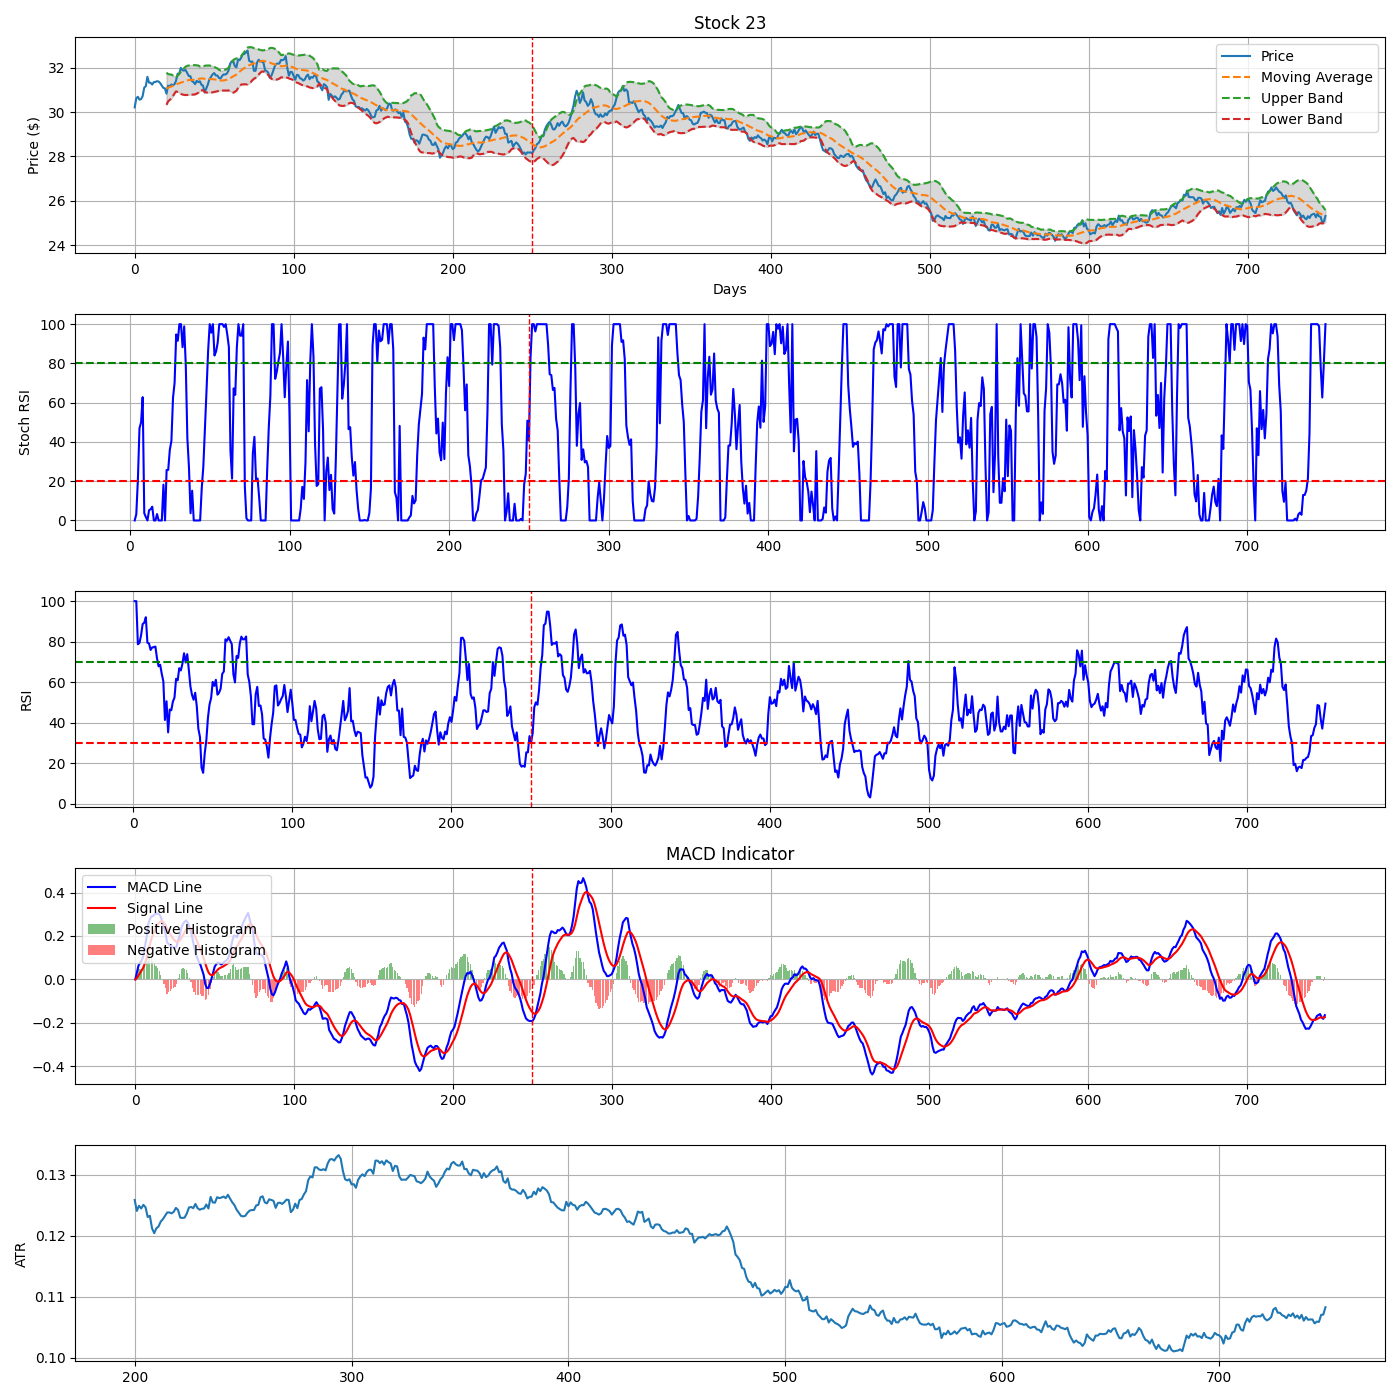 Stock 23
Price ($)
32
30
28
26
24
Price
Moving Average
Upper Band
Lower Band
0 100 200 300 400 500 600 700
Days
Stoch RSI
100
80
60
40
20
0
0 100 200 300 400 500 600 700
RSI
100
80
60
40
20
0
0 100 200 300 400 500 600 700
MACD Indicator
0.4
0.2
0.0
−0.2
−0.4
MACD Line
Signal Line
Positive Histogram
Negative Histogram
0 100 200 300 400 500 600 700
ATR
0.13
0.12
0.11
0.10
200 300 400 500 600 700